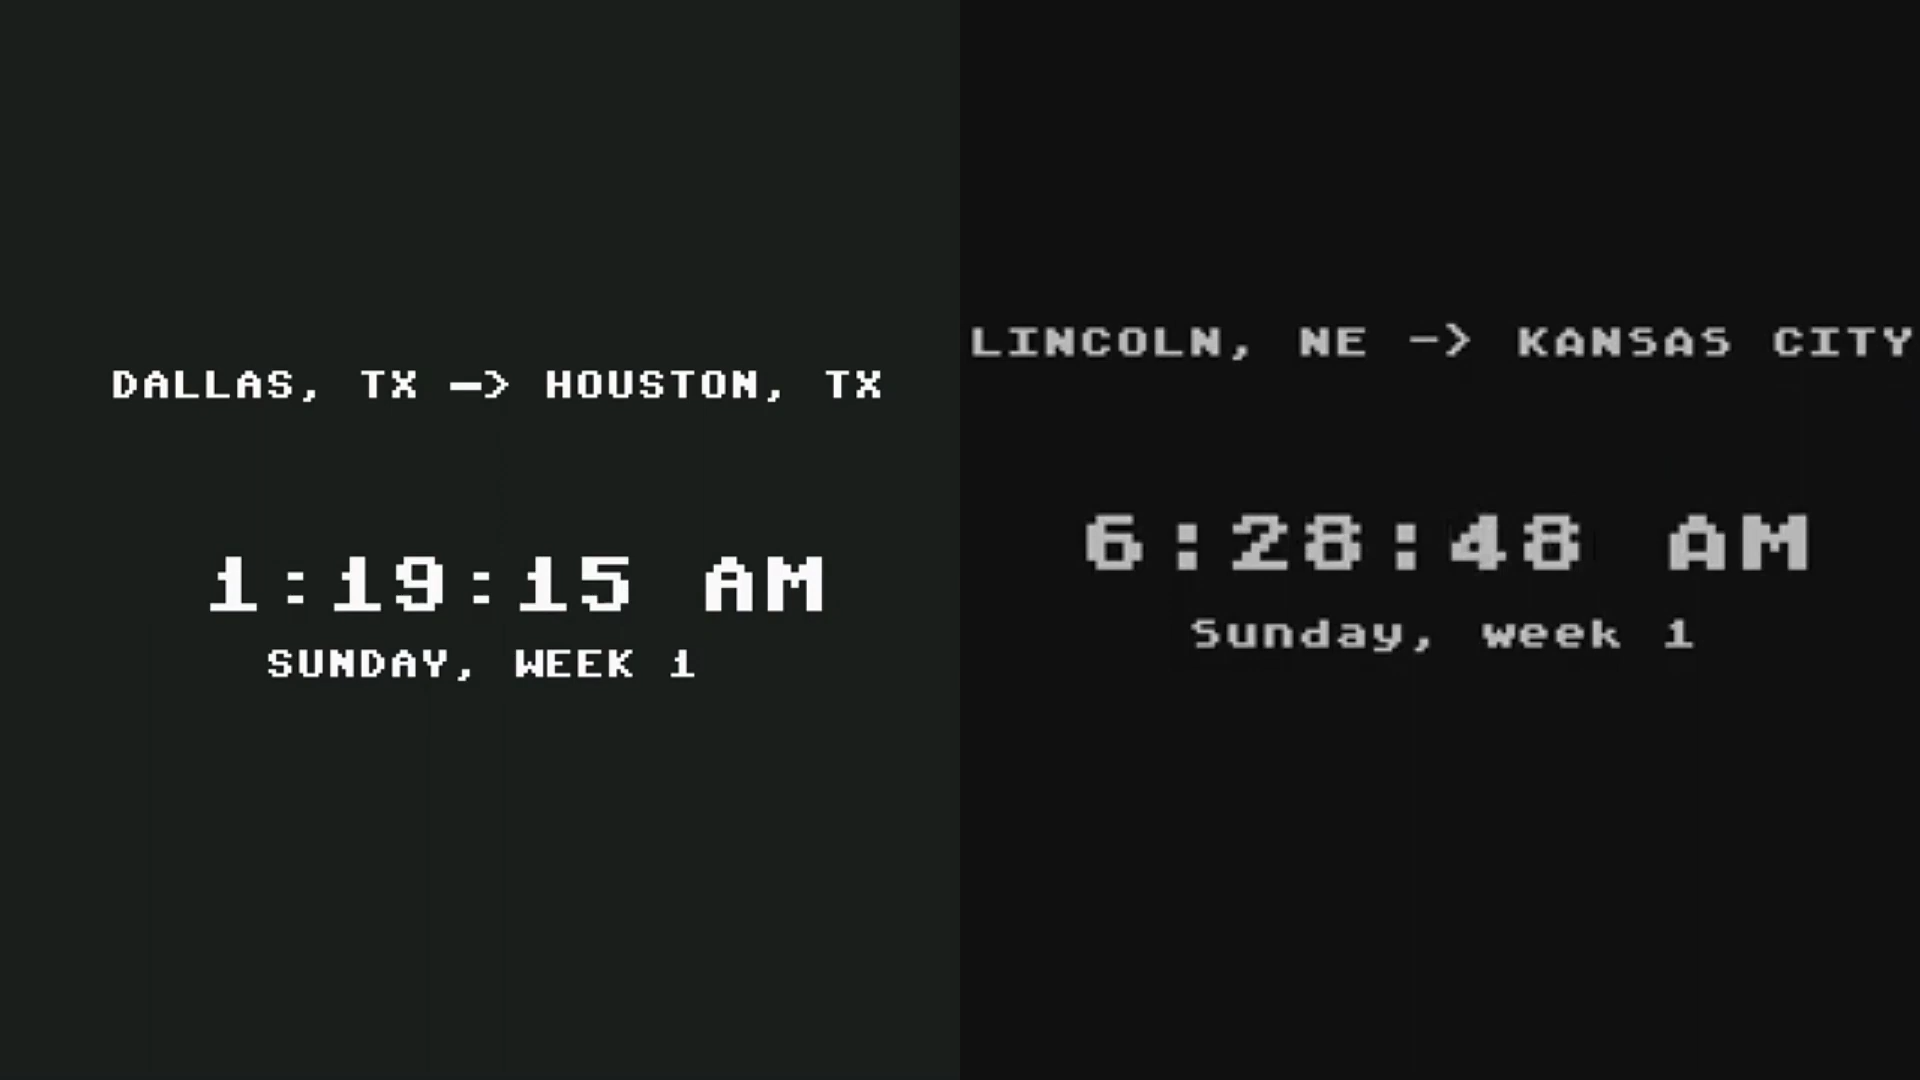 DALLAS, TX —> HOUSTON, TX
1:19:15 AM
SUNDAY, WEEK 1
LINCOLN, NE —> KANSAS CITY
6:28:48 AM
Sunday, week 1